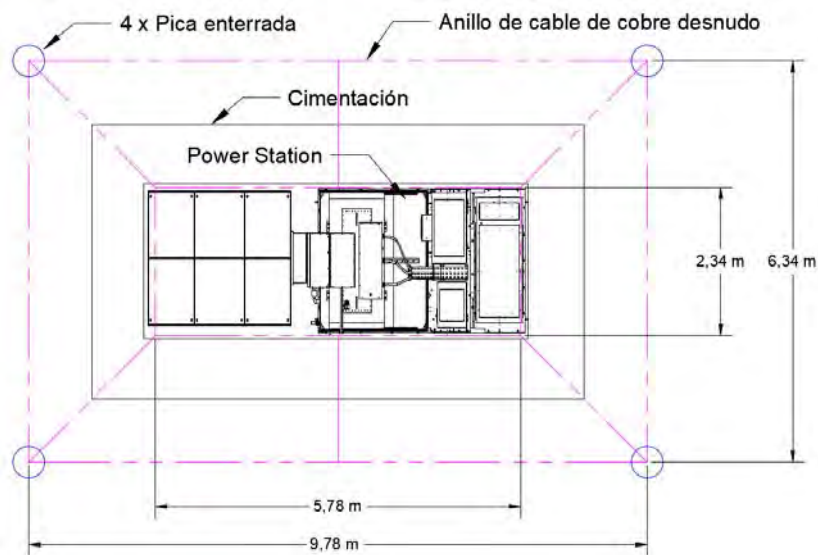 4 x Pica enterrada
Anillo de cable de cobre desnudo
Cimentación
Power Station
2,34 m
6,34 m
5,78 m
9,78 m